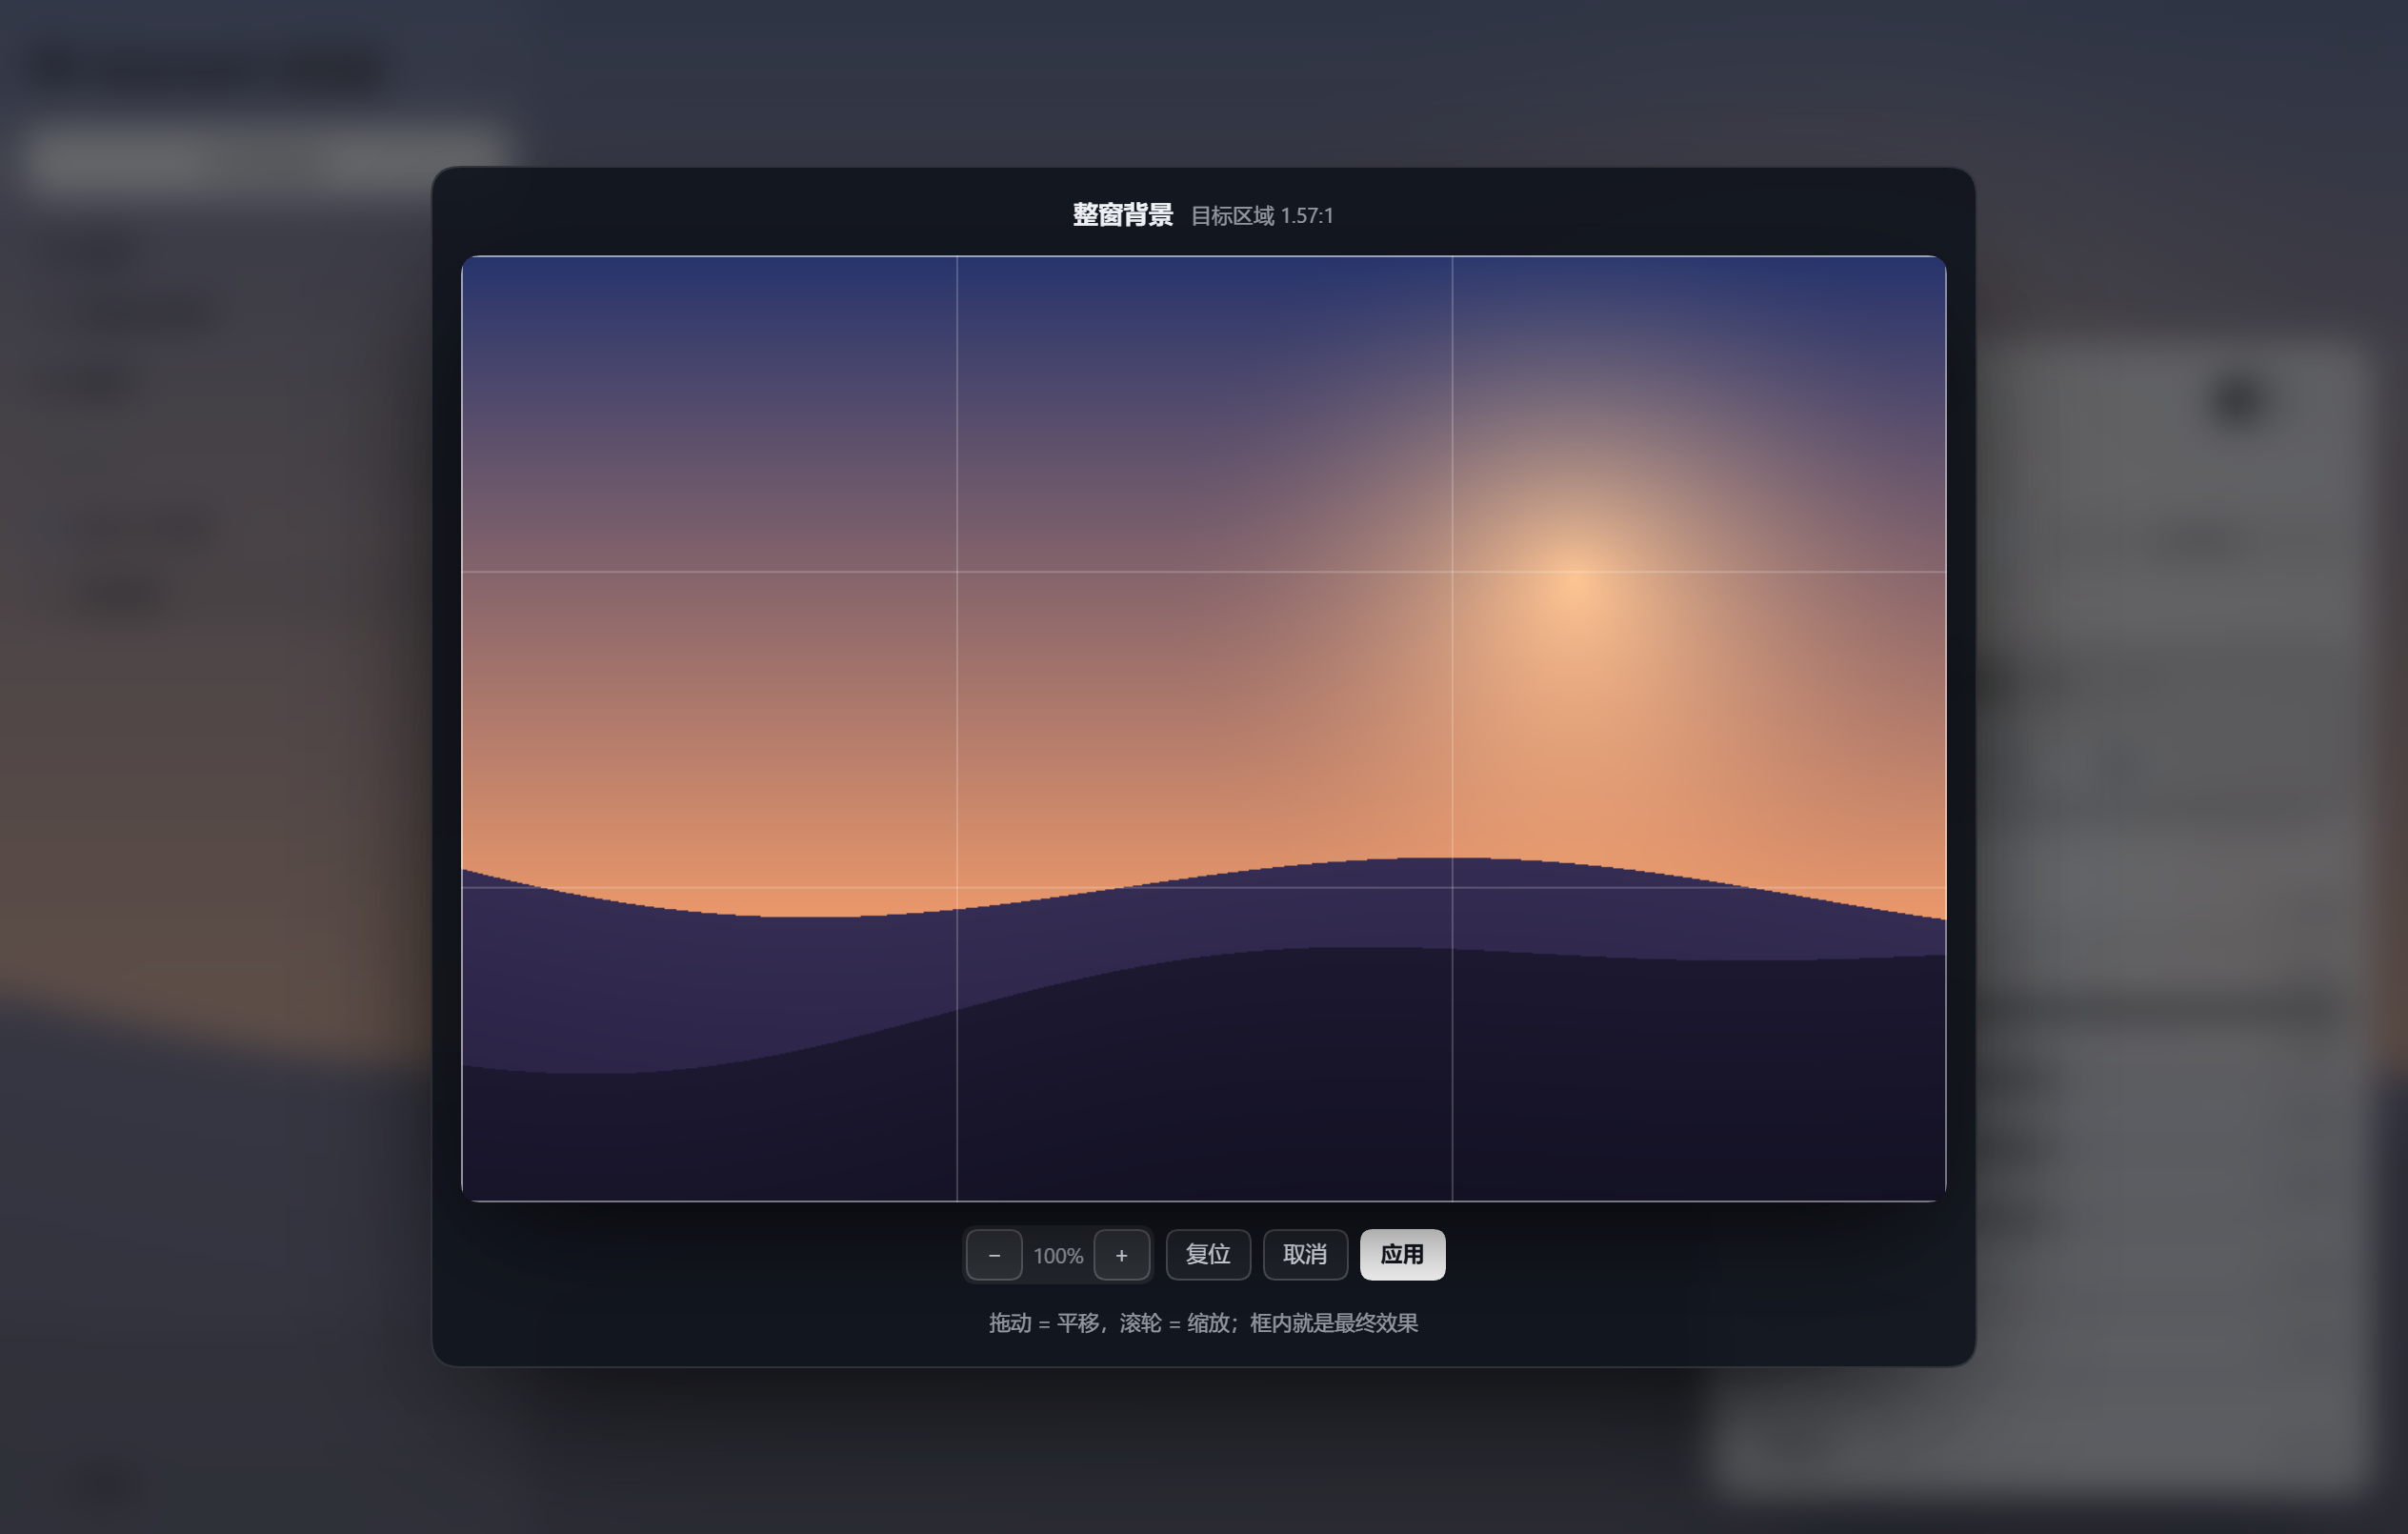 整窗背景 目标区域 1.57:1
− 100% + 复位 取消 应用
拖动 = 平移，滚轮 = 缩放；框内就是最终效果